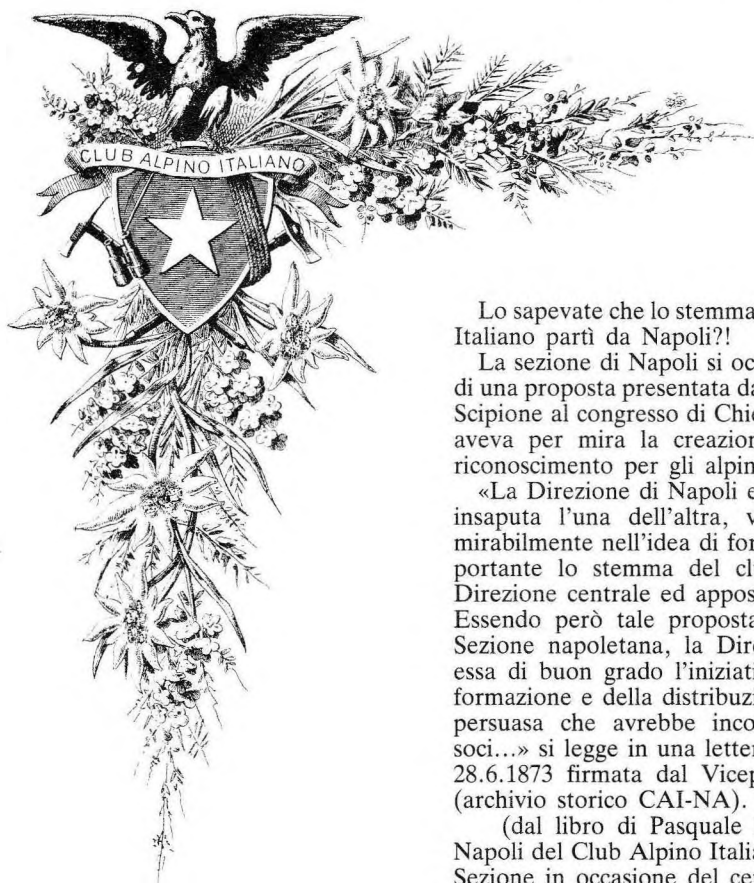 CLUB ALPINO ITALIANO
Lo sapevate che lo stemma
Italiano partì da Napoli?!
La sezione di Napoli si oc
di una proposta presentata da
Scipione al congresso di Chie
aveva per mira la creazion
riconoscimento per gli alpin
«La Direzione di Napoli e
insaputa l'una dell'altra, v
mirabilmente nell'idea di for
portante lo stemma del cl
Direzione centrale ed appos
Essendo però tale proposta
Sezione napoletana, la Dire
essa di buon grado l'iniziati
formazione e della distribuzi
persuasa che avrebbe inco
soci...» si legge in una letter
28.6.1873 firmata dal Vicep
(archivio storico CAI-NA).
(dal libro di Pasquale
Napoli del Club Alpino Italia
Sezione in occasione del cen